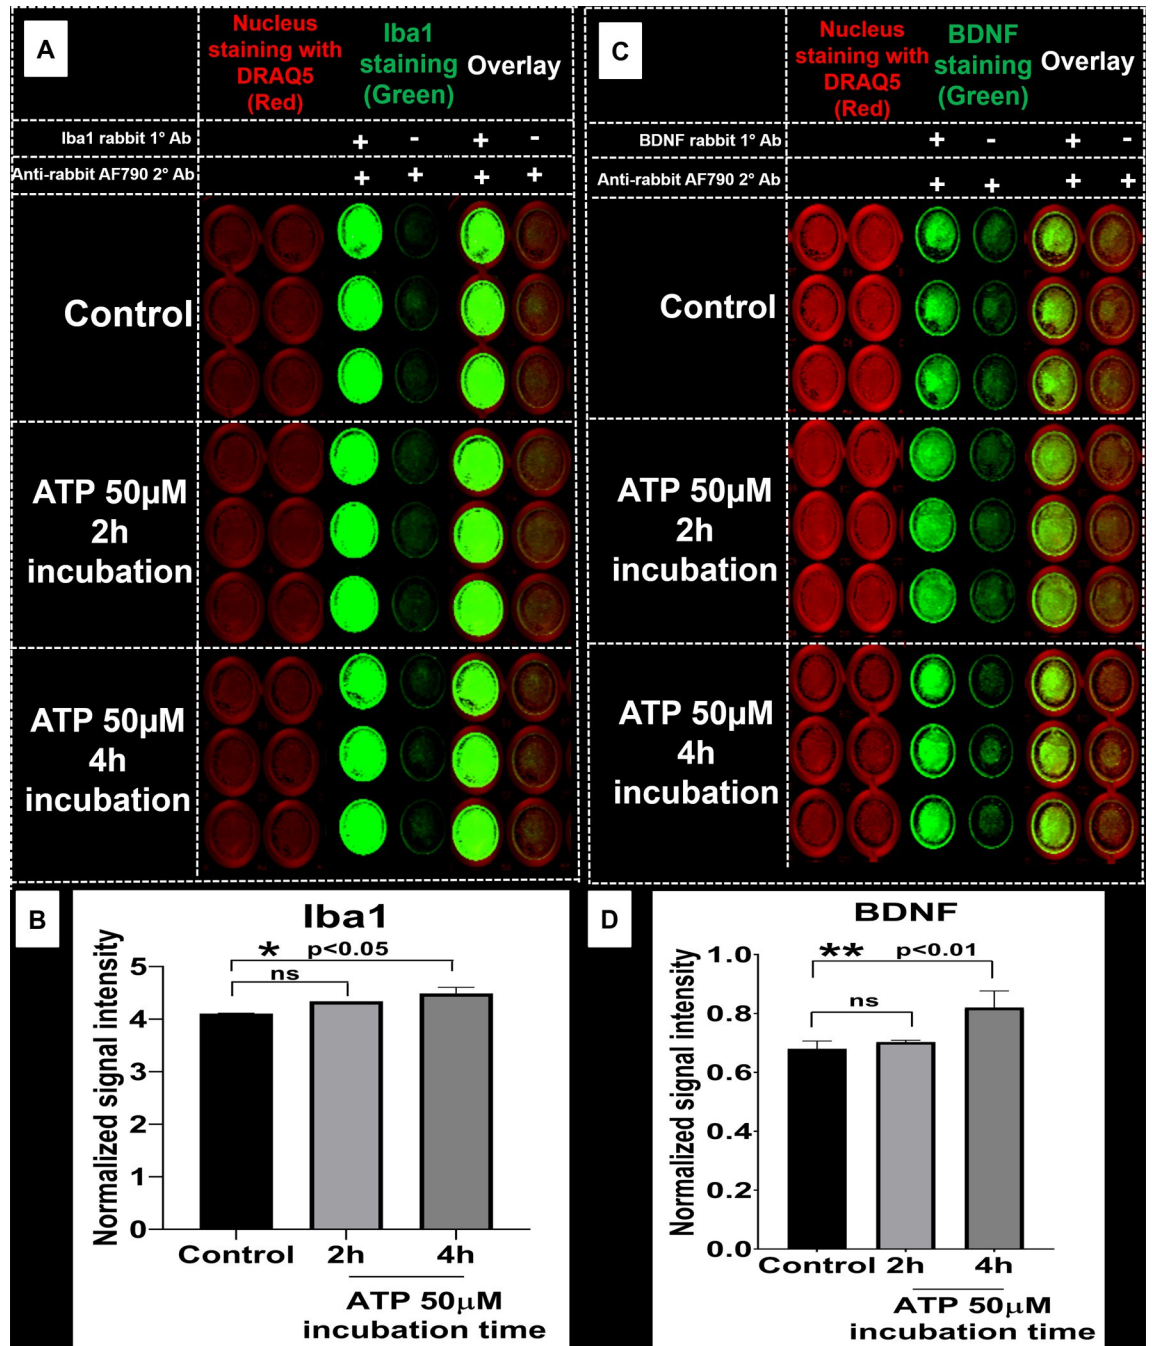 A
Nucleus
staining with
DRAQ5
(Red)
Iba1
staining
(Green)
Overlay
Iba1 rabbit 1° Ab
+ - + -
Anti-rabbit AF790 2° Ab
+ + + +
Control
ATP 50µM
2h
incubation
ATP 50µM
4h
incubation
C
Nucleus
staining with
DRAQ5
(Red)
BDNF
staining
(Green)
Overlay
BDNF rabbit 1° Ab
+ - + -
Anti-rabbit AF790 2° Ab
+ + + +
Control
ATP 50µM
2h
incubation
ATP 50µM
4h
incubation
B
Iba1
Normalized signal intensity
5
4
3
2
1
0
* p<0.05
ns
Control 2h 4h
ATP 50µM
incubation time
D
BDNF
Normalized signal intensity
1.0
0.8
0.6
0.4
0.2
0.0
** p<0.01
ns
Control 2h 4h
ATP 50µM
incubation time